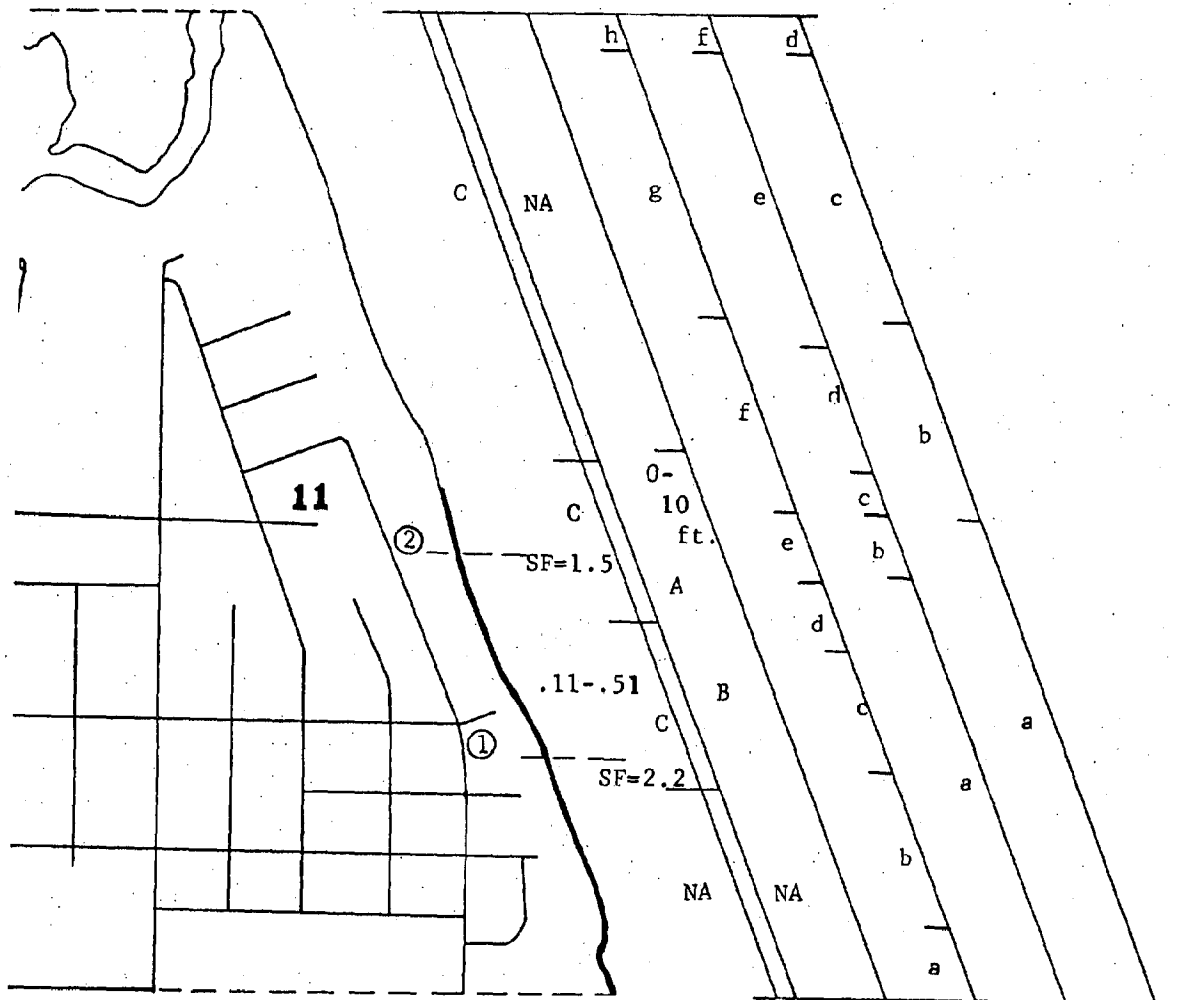 h f d
C NA g e c
f d b
11 C 0-
10
ft.
c
② SF=1.5 e b
A
d
.11-.51 B
C c a
① SF=2.2
a
b
NA NA
a